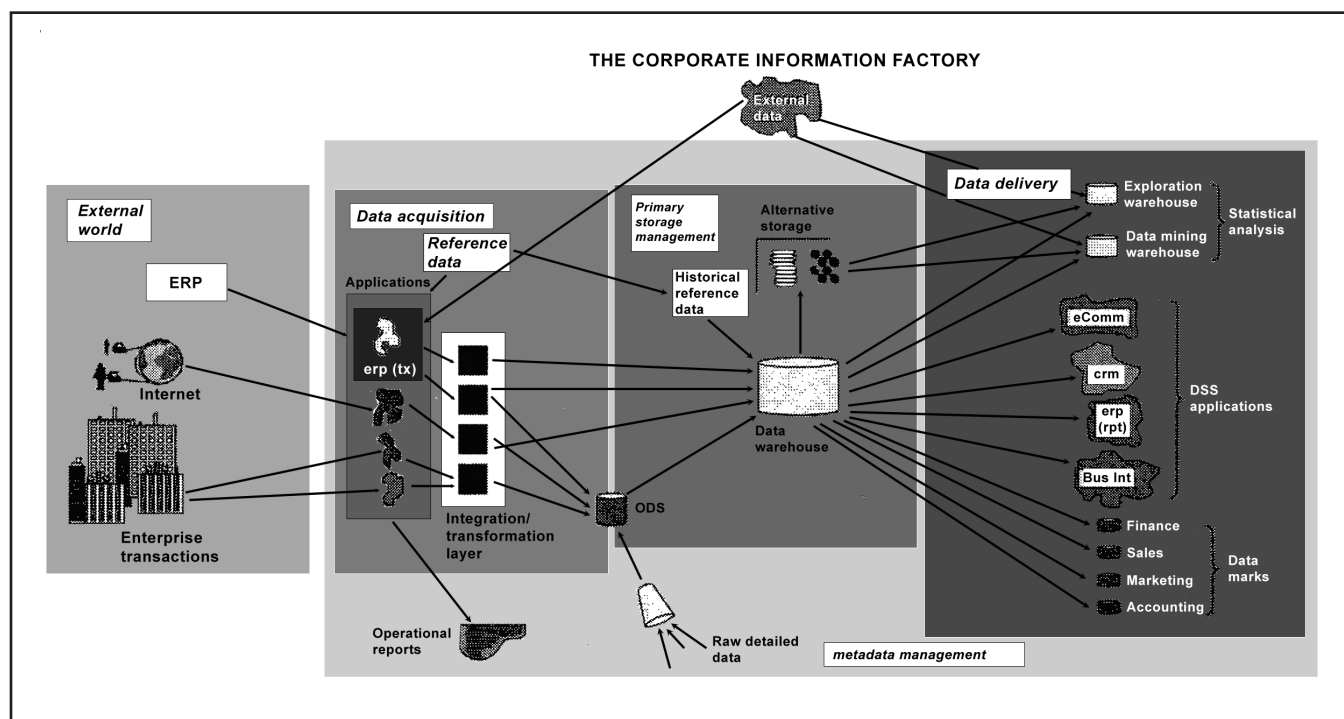 THE CORPORATE INFORMATION FACTORY
External
data
External
world
ERP
Internet
Enterprise
transactions
Data acquisition
Reference
data
Applications
erp (tx)
Integration/
transformation
layer
Operational
reports
Primary
storage
management
Alternative
storage
Historical
reference
data
Data
warehouse
ODS
Raw detailed
data
metadata management
Data delivery
Exploration
warehouse
Data mining
warehouse
Statistical
analysis
eComm
crm
erp
(rpt)
Bus Int
DSS
applications
Finance
Sales
Marketing
Accounting
Data
marks